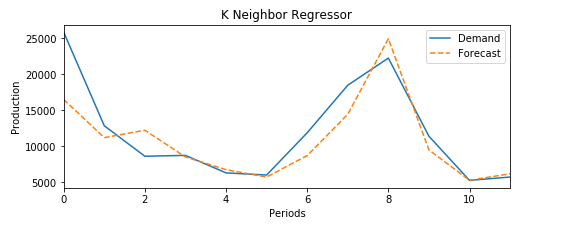 K Neighbor Regressor
Demand
Forecast
Production
25000
20000
15000
10000
5000
0 2 4 6 8 10
Periods